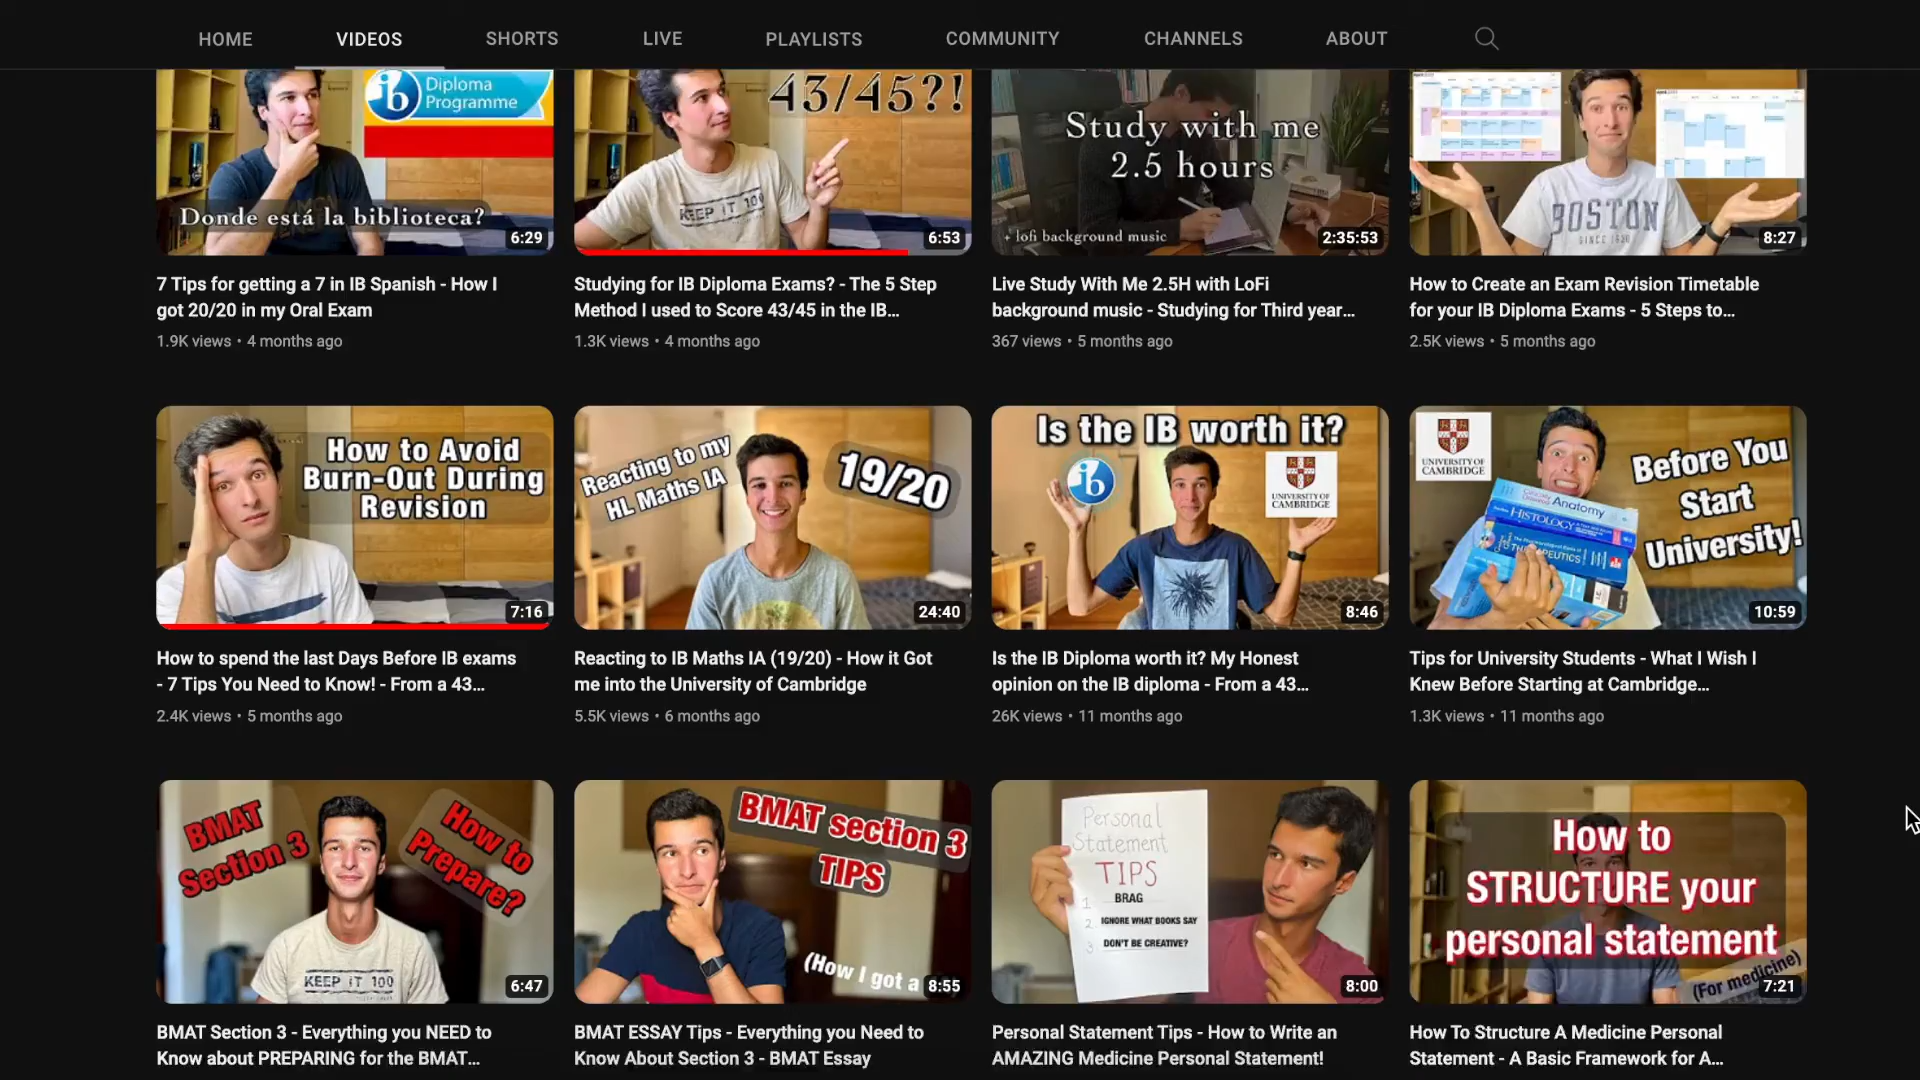 HOME
VIDEOS
SHORTS
LIVE
PLAYLISTS
COMMUNITY
CHANNELS
ABOUT
ib Diploma
Programme
Donde está la biblioteca?
6:29
7 Tips for getting a 7 in IB Spanish - How I
got 20/20 in my Oral Exam
1.9K views • 4 months ago
43/45?!
KEEP IT 100
6:53
Studying for IB Diploma Exams? - The 5 Step
Method I used to Score 43/45 in the IB...
1.3K views • 4 months ago
Study with me
2.5 hours
+ lofi background music
2:35:53
Live Study With Me 2.5H with LoFi
background music - Studying for Third year...
367 views • 5 months ago
BOSTON
SINCE 1630
8:27
How to Create an Exam Revision Timetable
for your IB Diploma Exams - 5 Steps to...
2.5K views • 5 months ago
How to Avoid
Burn-Out During
Revision
7:16
How to spend the last Days Before IB exams
- 7 Tips You Need to Know! - From a 43...
2.4K views • 5 months ago
Reacting to my
HL Maths IA
19/20
24:40
Reacting to IB Maths IA (19/20) - How it Got
me into the University of Cambridge
5.5K views • 6 months ago
Is the IB worth it?
ib
UNIVERSITY OF
CAMBRIDGE
8:46
Is the IB Diploma worth it? My Honest
opinion on the IB diploma - From a 43...
26K views • 11 months ago
UNIVERSITY OF
CAMBRIDGE
Before You
Start
University!
Anatomy
HISTOLOGY
10:59
Tips for University Students - What I Wish I
Knew Before Starting at Cambridge...
1.3K views • 11 months ago
BMAT
Section 3
How to
Prepare?
KEEP IT 100
6:47
BMAT Section 3 - Everything you NEED to
Know about PREPARING for the BMAT...
BMAT section 3
TIPS
(How I got a
8:55
BMAT ESSAY Tips - Everything you Need to
Know About Section 3 - BMAT Essay
Personal
Statement
TIPS
1. BRAG
2. IGNORE WHAT BOOKS SAY
3. DON'T BE CREATIVE?
8:00
Personal Statement Tips - How to Write an
AMAZING Medicine Personal Statement!
How to
STRUCTURE your
personal statement
(For medicine)
7:21
How To Structure A Medicine Personal
Statement - A Basic Framework for A...